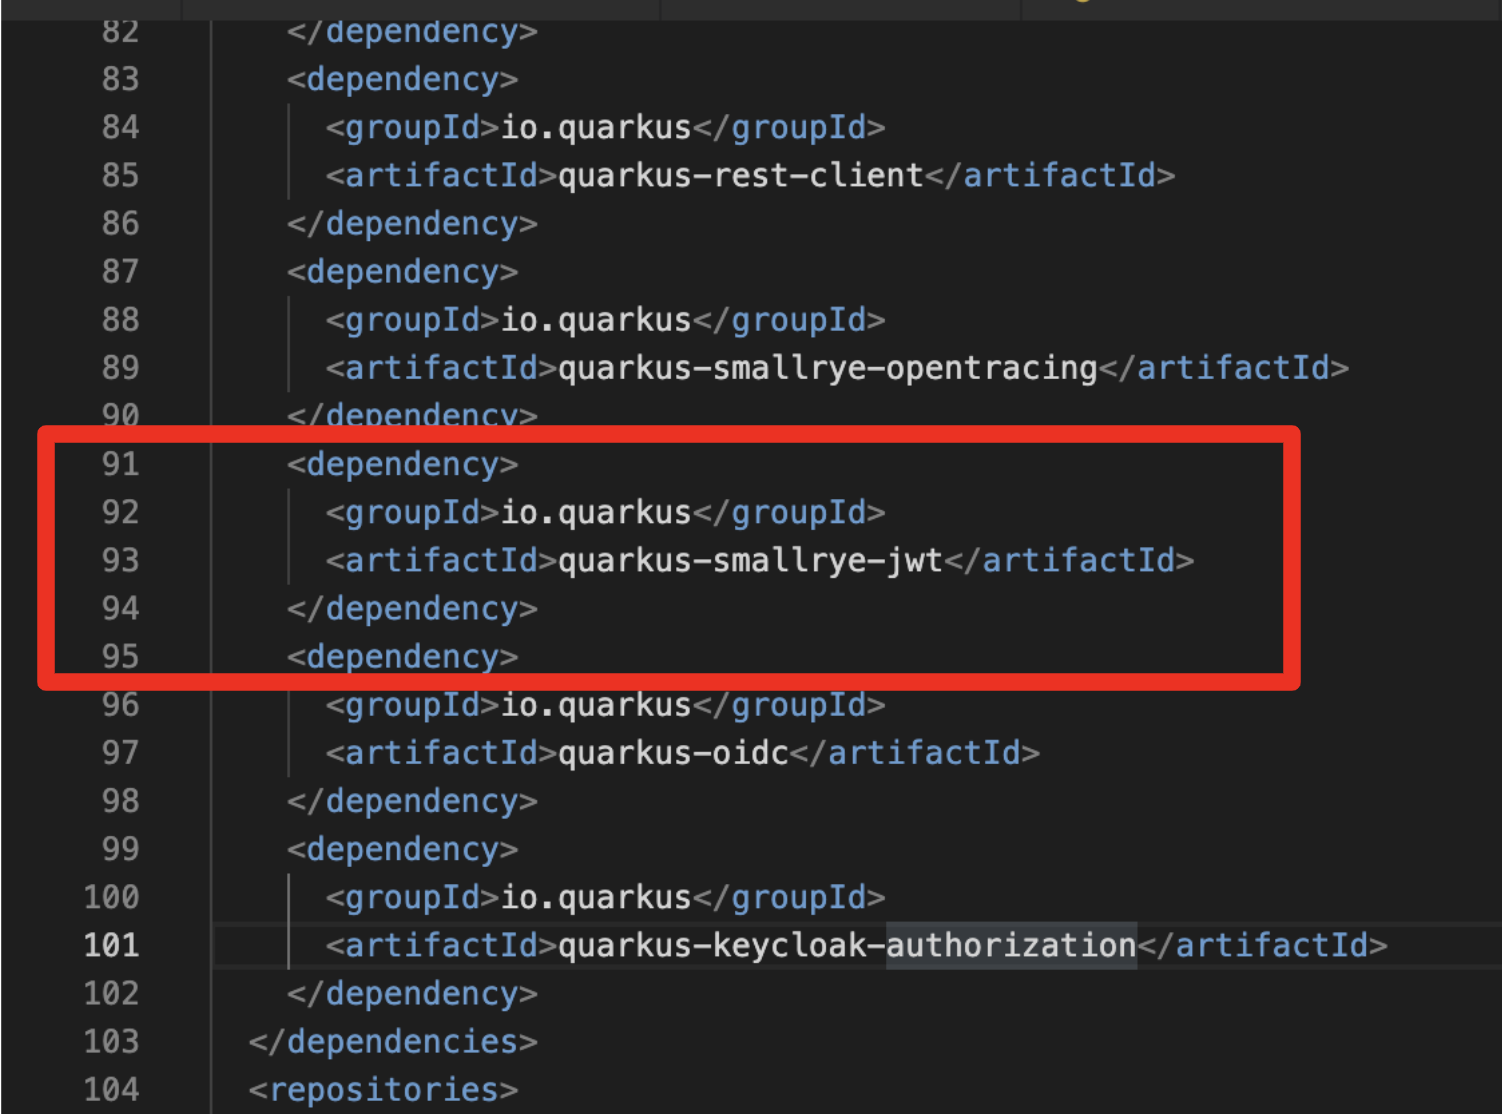 82 </dependency>
83 <dependency>
84 <groupId>io.quarkus</groupId>
85 <artifactId>quarkus-rest-client</artifactId>
86 </dependency>
87 <dependency>
88 <groupId>io.quarkus</groupId>
89 <artifactId>quarkus-smallrye-opentracing</artifactId>
90 </dependency>
91 <dependency>
92 <groupId>io.quarkus</groupId>
93 <artifactId>quarkus-smallrye-jwt</artifactId>
94 </dependency>
95 <dependency>
96 <groupId>io.quarkus</groupId>
97 <artifactId>quarkus-oidc</artifactId>
98 </dependency>
99 <dependency>
100 <groupId>io.quarkus</groupId>
101 <artifactId>quarkus-keycloak-authorization</artifactId>
102 </dependency>
103 </dependencies>
104 <repositories>